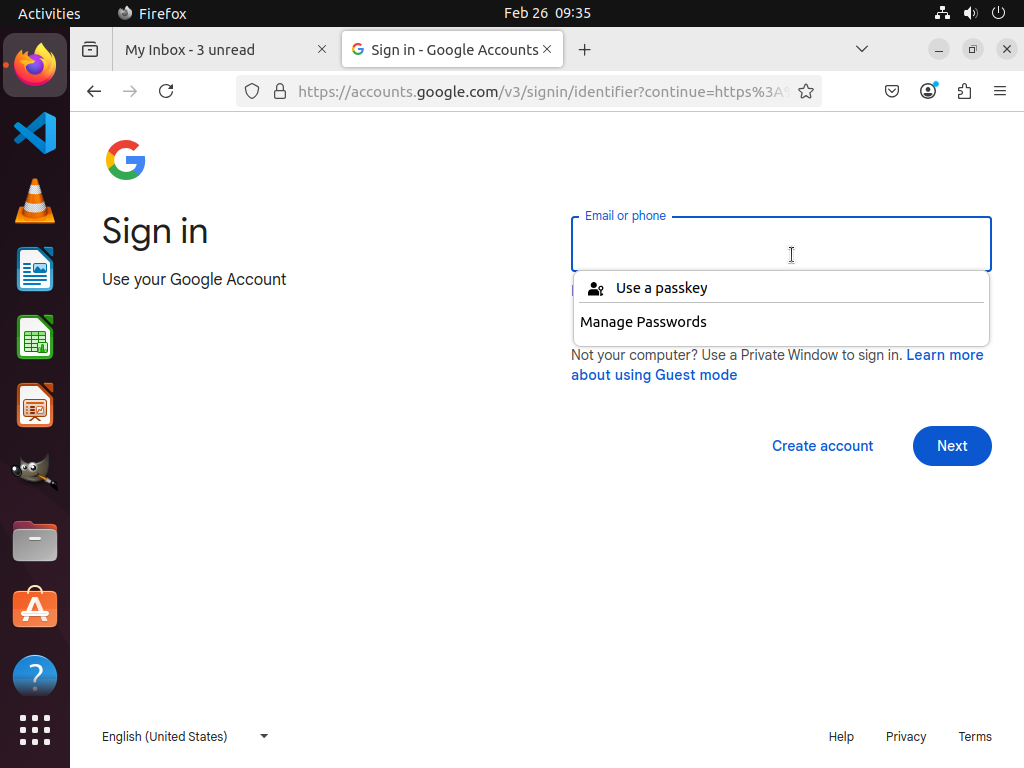 Activities
Firefox
Feb 26 09:35
My Inbox - 3 unread
Sign in - Google Accounts
https://accounts.google.com/v3/signin/identifier?continue=https%3A%
Sign in
Use your Google Account
Email or phone
Use a passkey
Manage Passwords
Not your computer? Use a Private Window to sign in. Learn more
about using Guest mode
Create account
Next
English (United States)
Help
Privacy
Terms